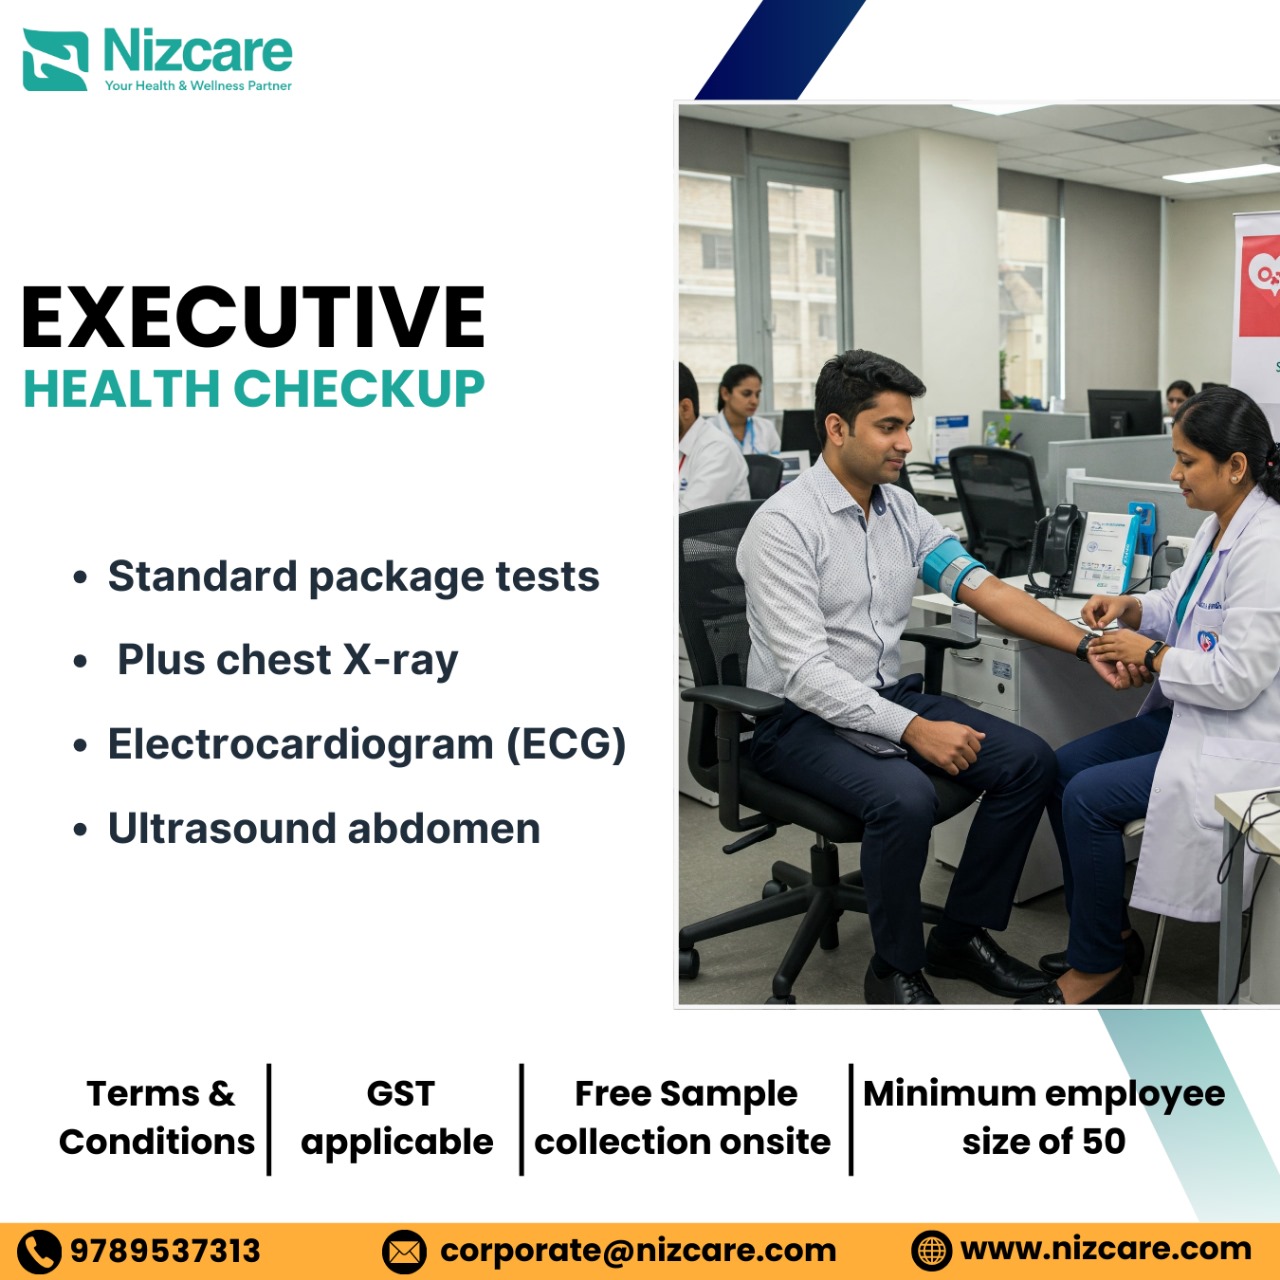 Nizcare
Your Health & Wellness Partner
EXECUTIVE
HEALTH CHECKUP
• Standard package tests
• Plus chest X-ray
• Electrocardiogram (ECG)
• Ultrasound abdomen
Terms &
Conditions
GST
applicable
Free Sample
collection onsite
Minimum employee
size of 50
9789537313
corporate@nizcare.com
www.nizcare.com